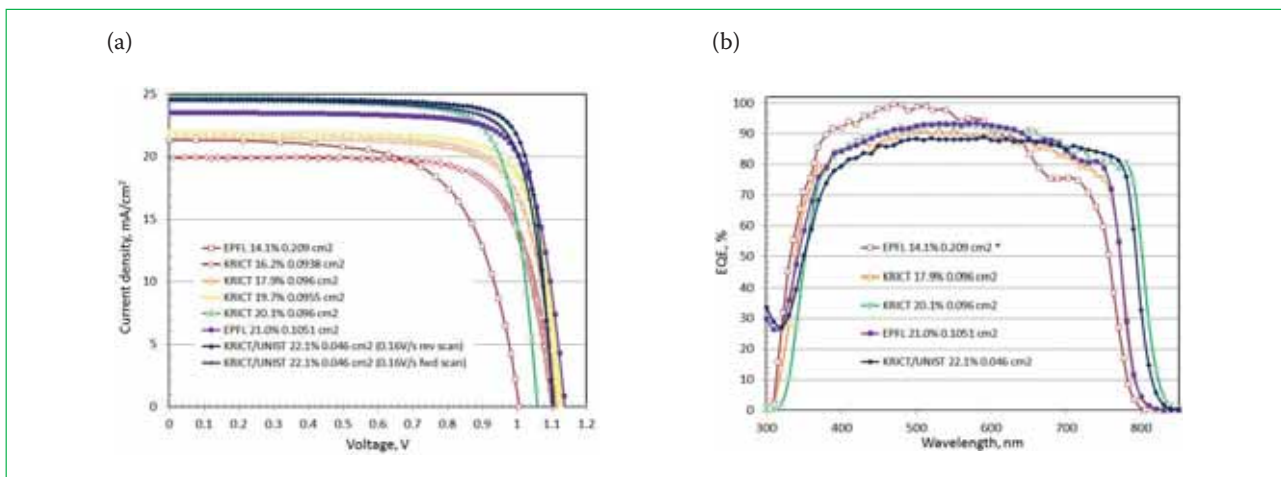 (a)
25
20
15
10
5
0
Current density, mA/cm²
EPFL 14.1% 0.209 cm2
KRICT 16.2% 0.0938 cm2
KRICT 17.9% 0.096 cm2
KRICT 19.7% 0.0955 cm2
KRICT 20.1% 0.096 cm2
EPFL 21.0% 0.1051 cm2
KRICT/UNIST 22.1% 0.046 cm2 (0.16V/s rev scan)
KRICT/UNIST 22.1% 0.046 cm2 (0.16V/s fwd scan)
0 0.1 0.2 0.3 0.4 0.5 0.6 0.7 0.8 0.9 1 1.1 1.2
Voltage, V
(b)
100
90
80
70
60
50
40
30
20
10
0
EQE, %
EPFL 14.1% 0.209 cm2 *
KRICT 17.9% 0.096 cm2
KRICT 20.1% 0.096 cm2
EPFL 21.0% 0.1051 cm2
KRICT/UNIST 22.1% 0.046 cm2
300 400 500 600 700 800
Wavelength, nm